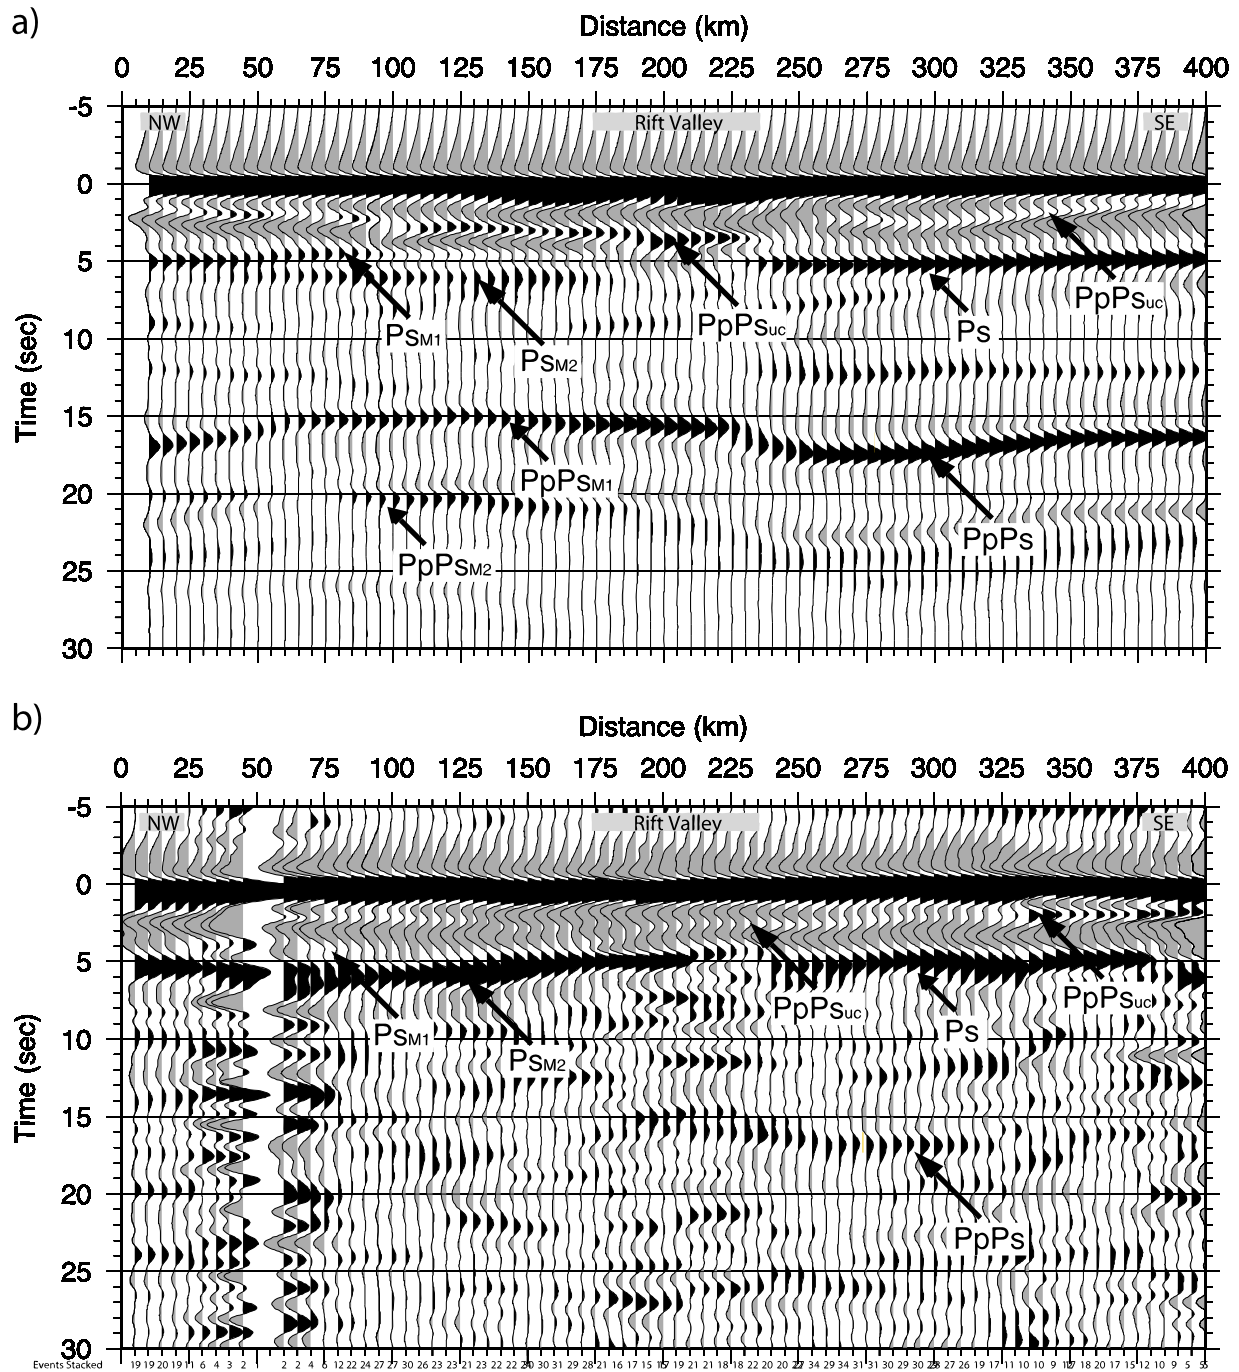 a)
Distance (km)
0 25 50 75 100 125 150 175 200 225 250 275 300 325 350 375 400
-5
NW Rift Valley SE
0
5
PpPsuc
PsM1 PpPsuc Ps
PsM2
10
Time (sec)
15
PpPsM1
20
PpPs
PpPsM2
25
30
b)
Distance (km)
0 25 50 75 100 125 150 175 200 225 250 275 300 325 350 375 400
-5
NW Rift Valley SE
0
5
PpPsuc PpPsuc
PsM1 Ps
PsM2
10
Time (sec)
15
20
PpPs
25
30
Events Stacked